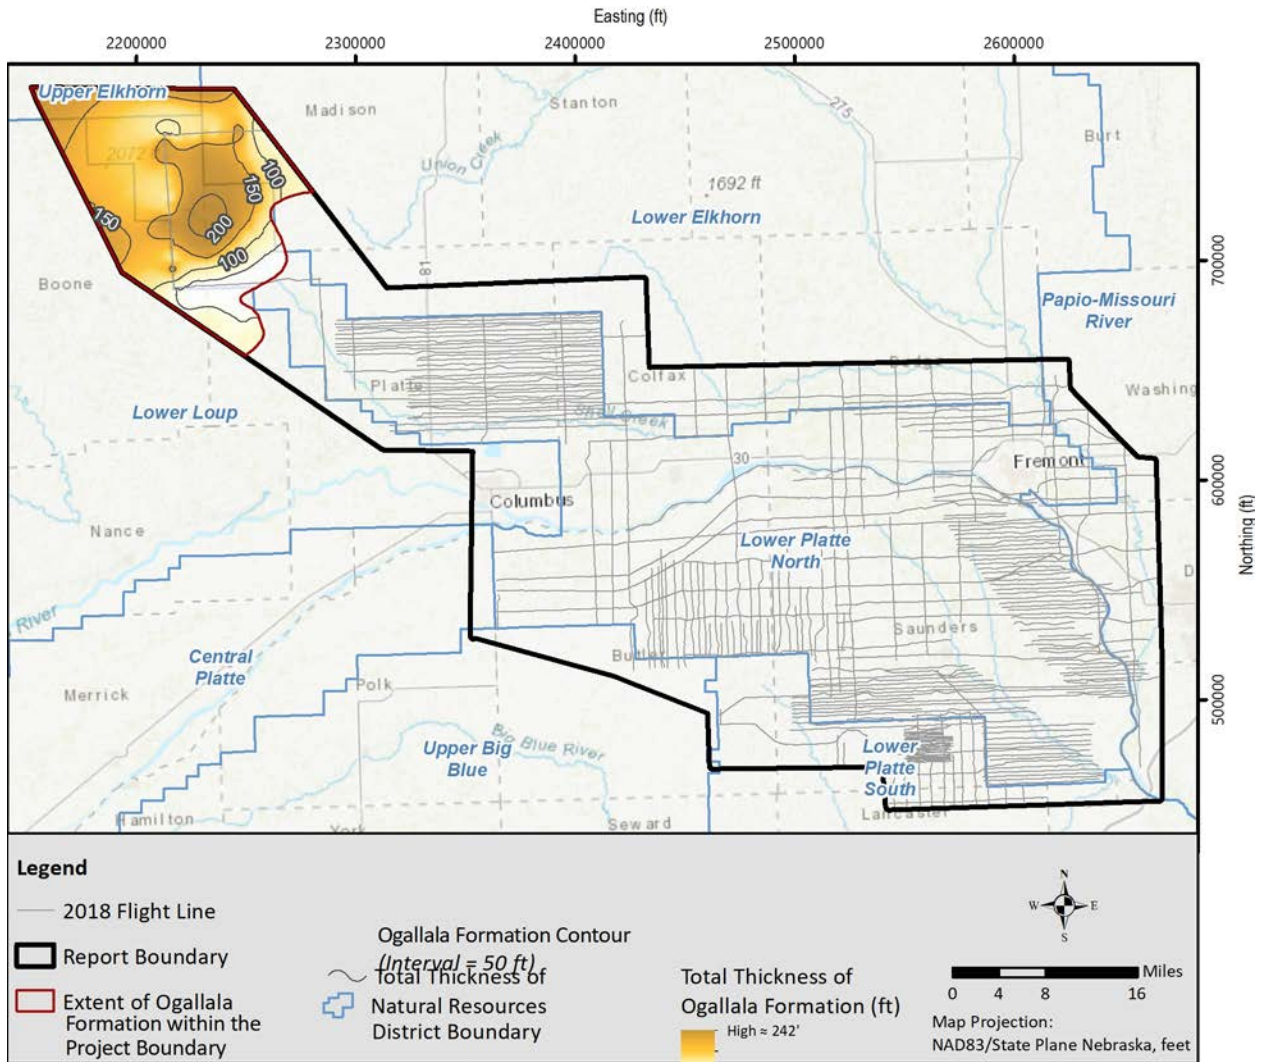 Easting (ft)
2200000
2300000
2400000
2500000
2600000
Upper Elkhorn
Madison
Stanton
275
Burt
Union Creek
2072 ft
100
150
1692 ft
Lower Elkhorn
150
200
100
81
700000
Boone
Papio-Missouri
River
Platte
Colfax
Dodge
Washing
Lower Loup
Shell Creek
30
Fremont
600000
Columbus
Nance
Lower Platte
North
Northing (ft)
D
River
Saunders
Central
Platte
Butler
Merrick
Polk
500000
Upper Big
Blue
Big Blue River
Lower
Platte
South
Hamilton
York
Seward
Lancaster
Legend
2018 Flight Line
Report Boundary
Extent of Ogallala
Formation within the
Project Boundary
Ogallala Formation Contour
(Interval = 50 ft)
Total Thickness of
Natural Resources
District Boundary
Total Thickness of
Ogallala Formation (ft)
High ≈ 242'
N
W E
S
Miles
0 4 8 16
Map Projection:
NAD83/State Plane Nebraska, feet